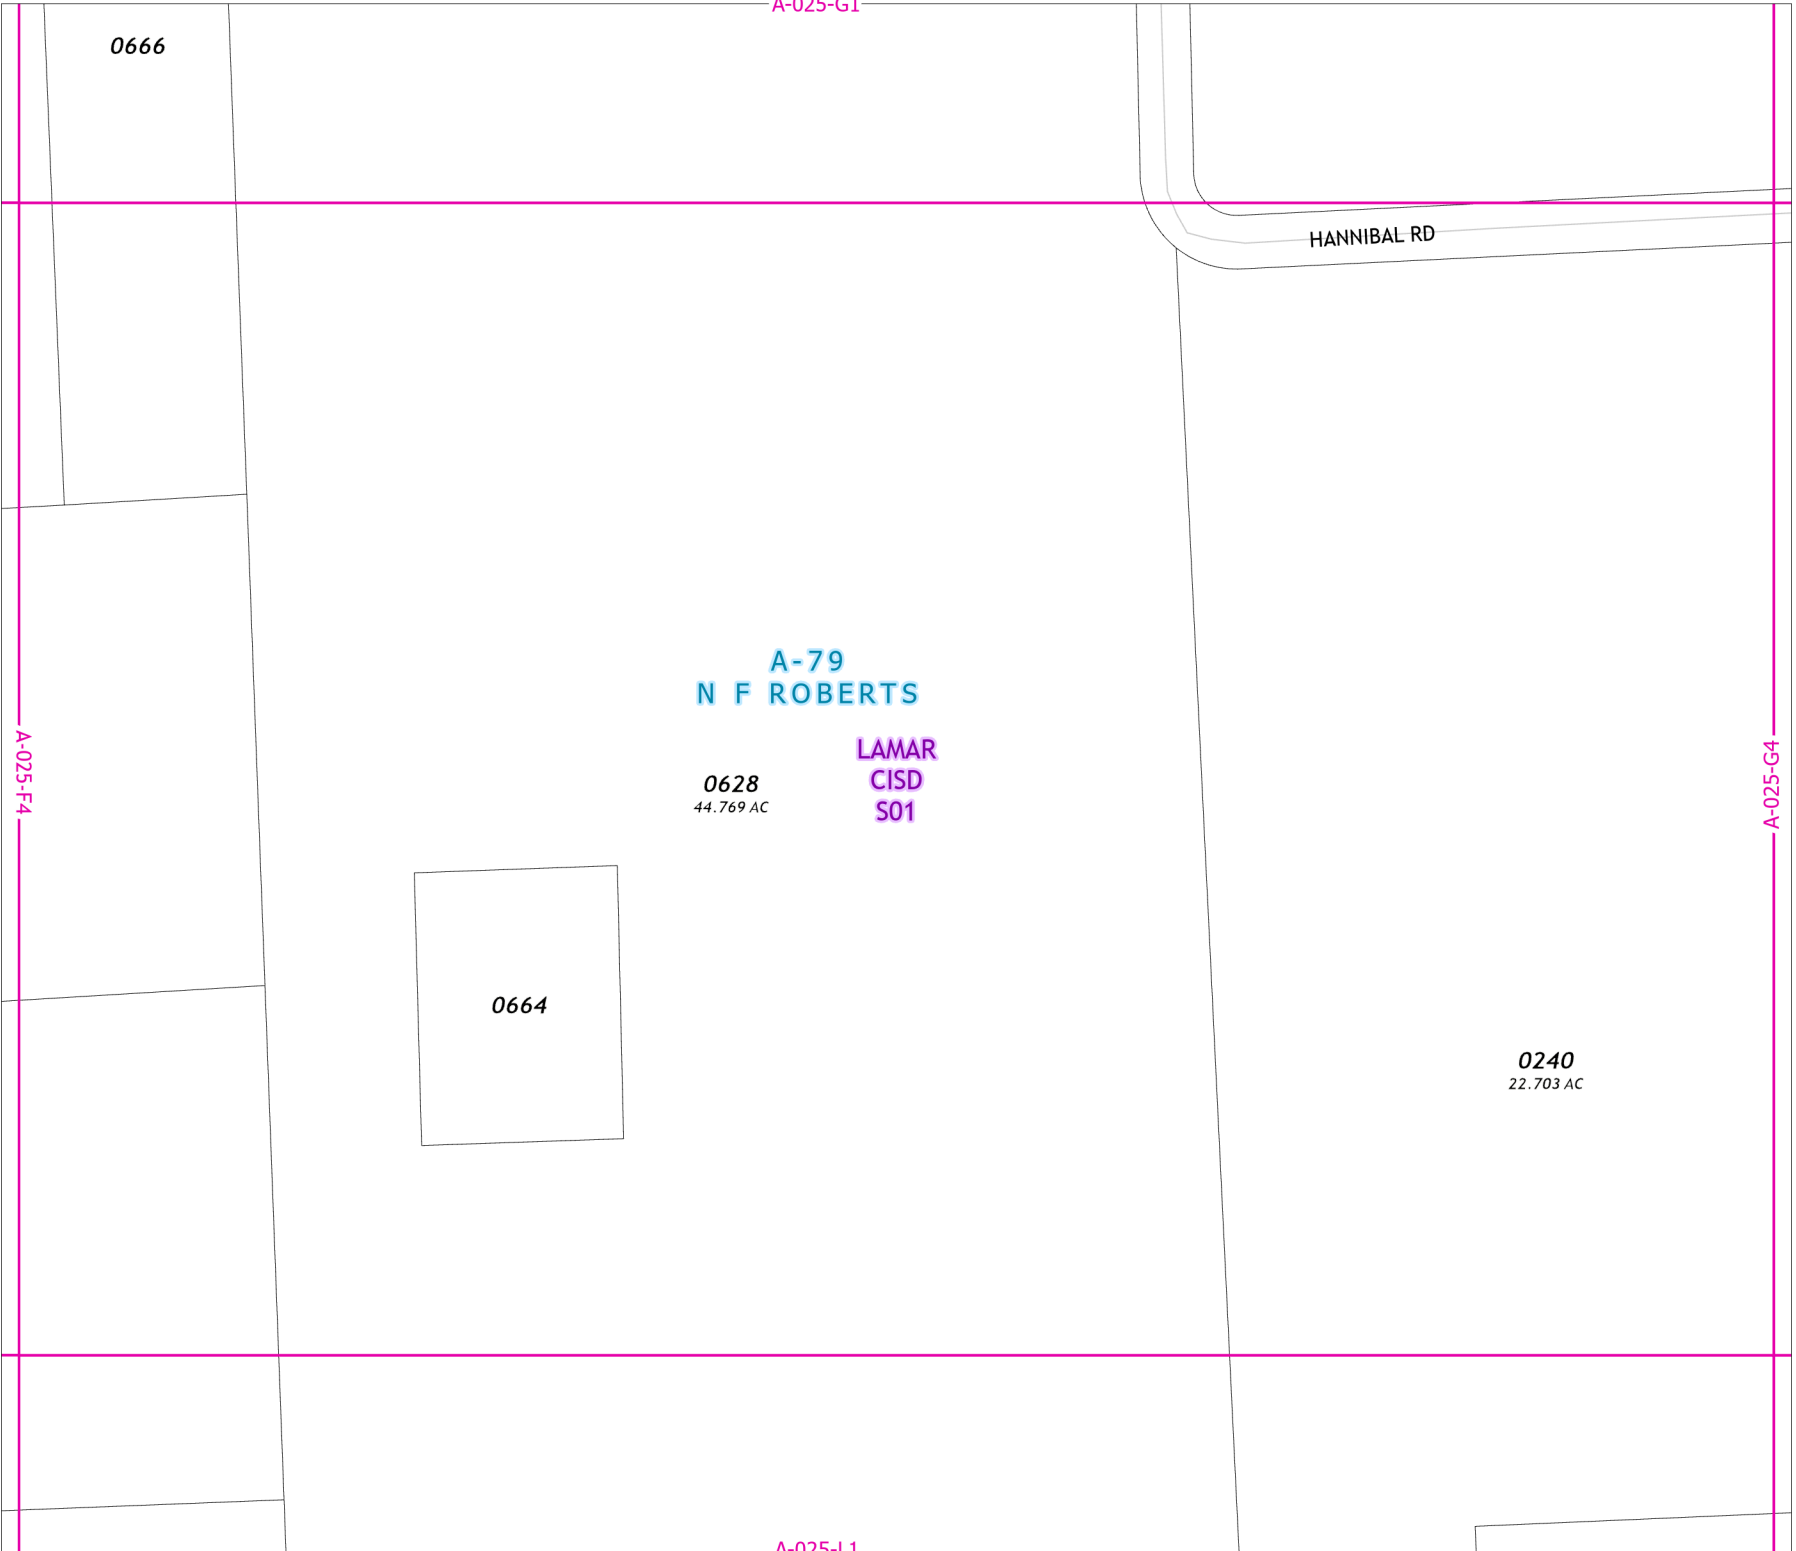 A-025-G1
0666
HANNIBAL RD
A-79
N F ROBERTS
LAMAR
CISD
S01
0628
44.769 AC
A-025-F4
A-025-G4
0664
0240
22.703 AC
A-025-L1